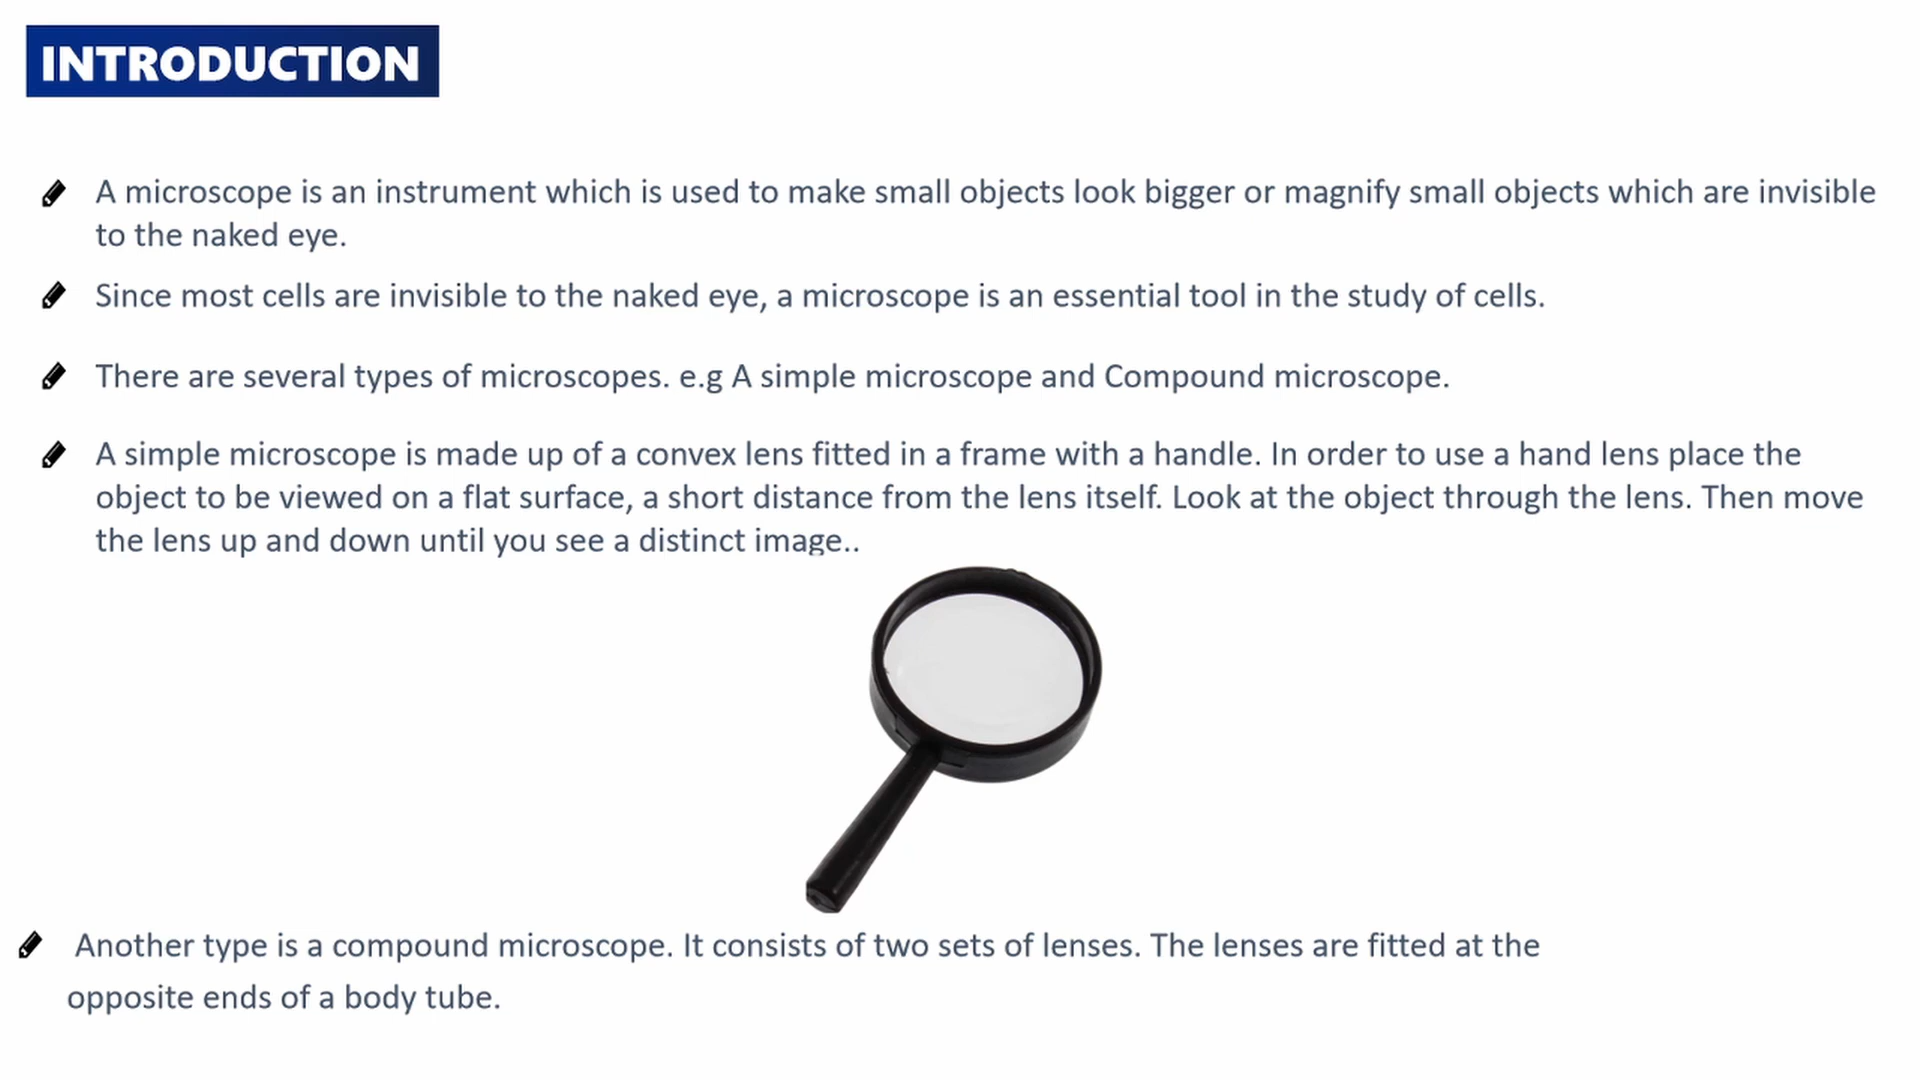 INTRODUCTION
A microscope is an instrument which is used to make small objects look bigger or magnify small objects which are invisible
to the naked eye.
Since most cells are invisible to the naked eye, a microscope is an essential tool in the study of cells.
There are several types of microscopes. e.g A simple microscope and Compound microscope.
A simple microscope is made up of a convex lens fitted in a frame with a handle. In order to use a hand lens place the
object to be viewed on a flat surface, a short distance from the lens itself. Look at the object through the lens. Then move
the lens up and down until you see a distinct image..
Another type is a compound microscope. It consists of two sets of lenses. The lenses are fitted at the
opposite ends of a body tube.